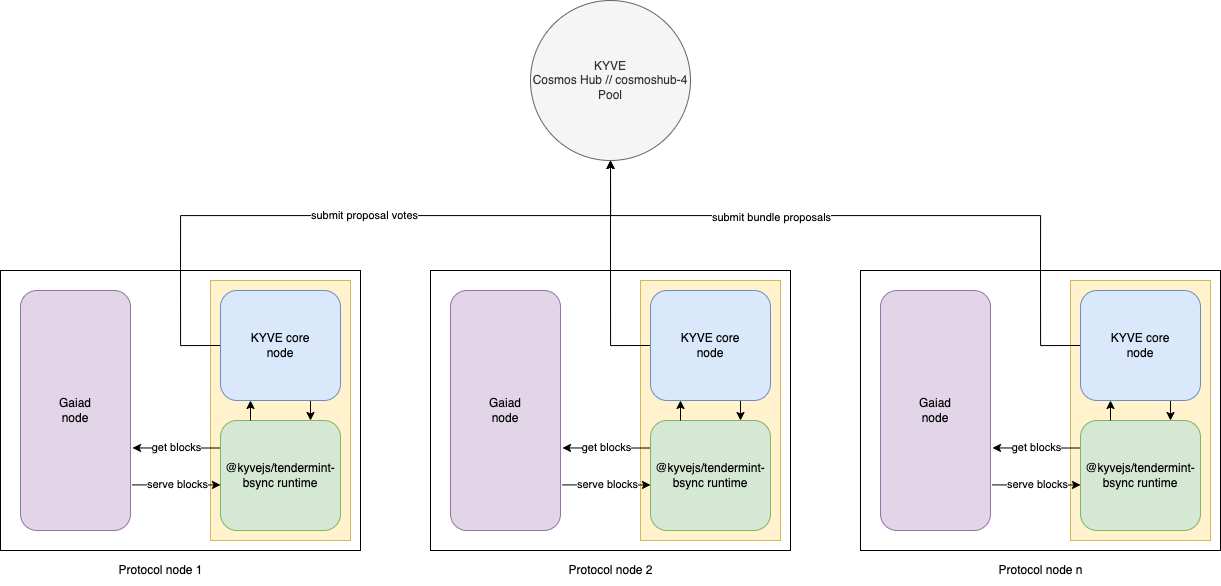 KYVE
Cosmos Hub // cosmoshub-4
Pool
submit proposal votes
submit bundle proposals
Gaiad
node
KYVE core
node
get blocks
serve blocks
@kyvejs/tendermint-
bsync runtime
Protocol node 1
Gaiad
node
KYVE core
node
get blocks
serve blocks
@kyvejs/tendermint-
bsync runtime
Protocol node 2
Gaiad
node
KYVE core
node
get blocks
serve blocks
@kyvejs/tendermint-
bsync runtime
Protocol node n